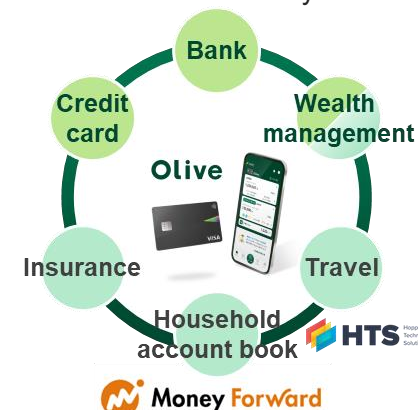 Bank
Credit
card
Wealth
management
Olive
VISA
Insurance
Travel
Household
account book
HTS
Money Forward